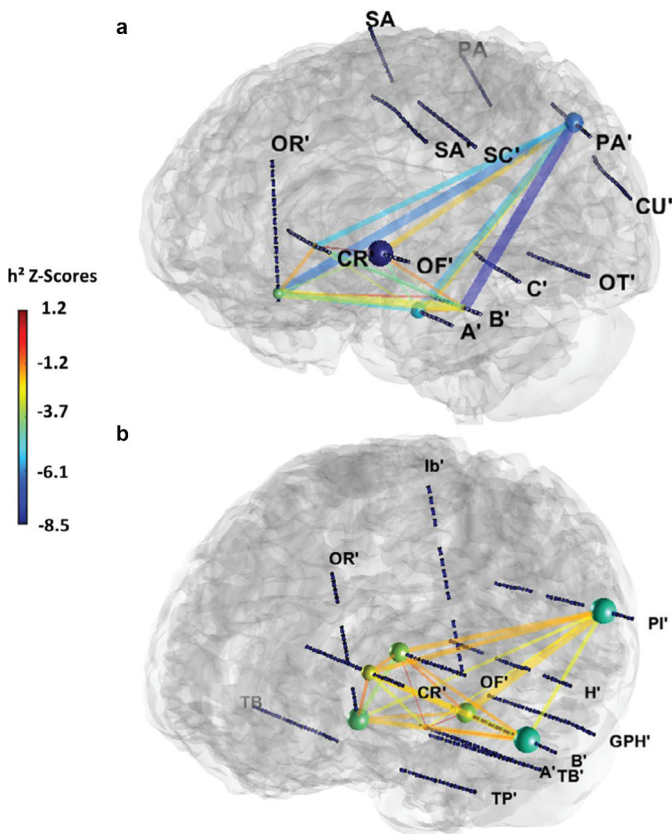 a
SA
PA
OR'
SA'
SC'
PA'
CU'
CR'
OF'
C'
OT'
B'
A'
h² Z-Scores
1.2
-1.2
-3.7
-6.1
-8.5
b
Ib'
OR'
PI'
CR'
OF'
H'
TB
GPH'
B'
A'
TB'
TP'